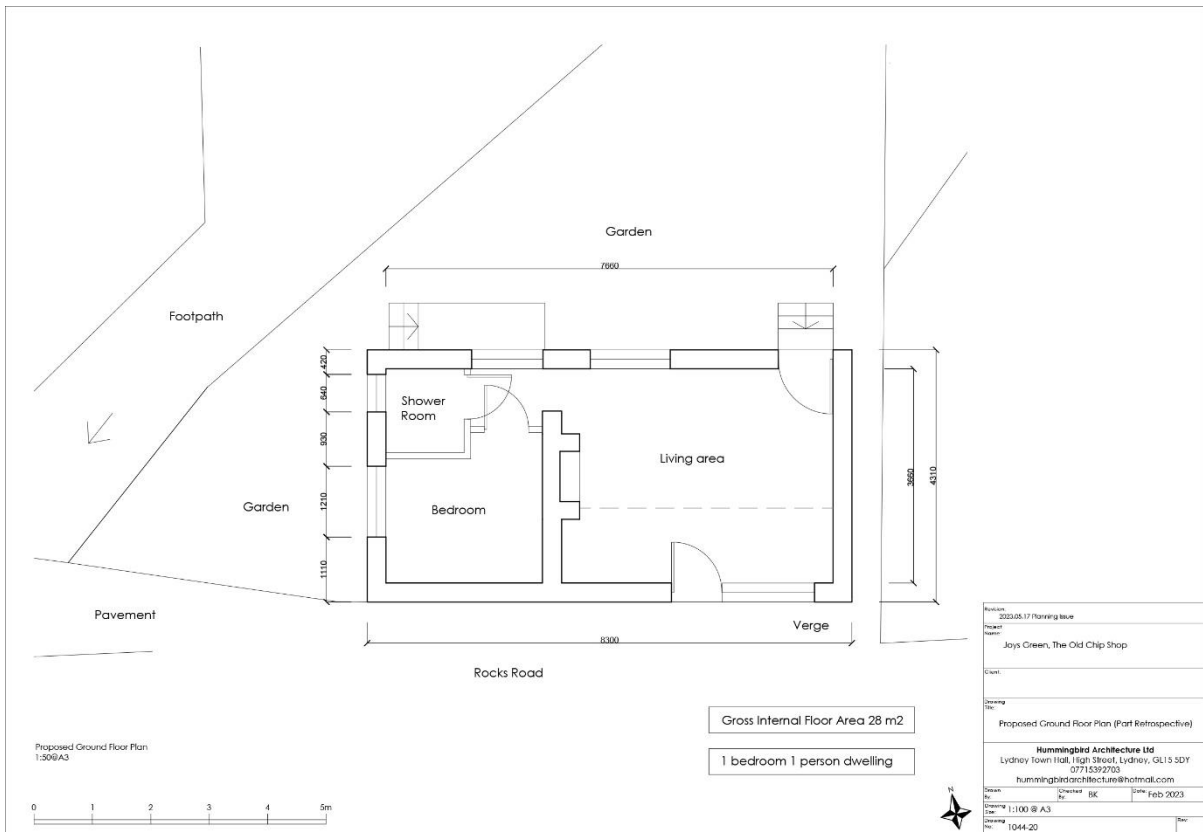 Garden
7660
Footpath
420
640
930
1210
1110
Shower
Room
Living area
3660
4310
Bedroom
Garden
Pavement
Verge
8300
Rocks Road
Gross Internal Floor Area 28 m2
1 bedroom 1 person dwelling
Proposed Ground Floor Plan
1:50@A3
0 1 2 3 4 5m
N
Revision:
2023.05.17 Planning Issue
Project
Name:
Joys Green, The Old Chip Shop
Client:
Drawing
Title:
Proposed Ground Floor Plan (Part Retrospective)
Hummingbird Architecture Ltd
Lydney Town Hall, High Street, Lydney, GL15 5DY
07715392703
hummingbirdarchitecture@hotmail.com
Drawn
By:
Checked
By: BK
Date: Feb 2023
Drawing
Size: 1:100 @ A3
Drawing
No: 1044-20
Rev: